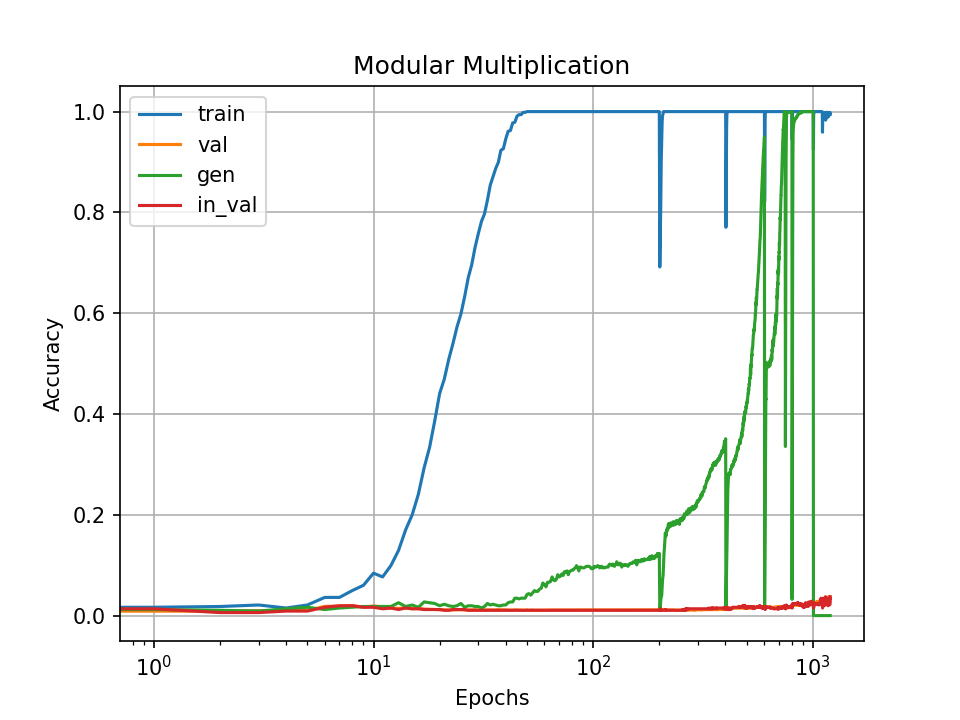 Modular Multiplication
train
val
gen
in_val
Accuracy
1.0
0.8
0.6
0.4
0.2
0.0
10⁰
10¹
10²
10³
Epochs